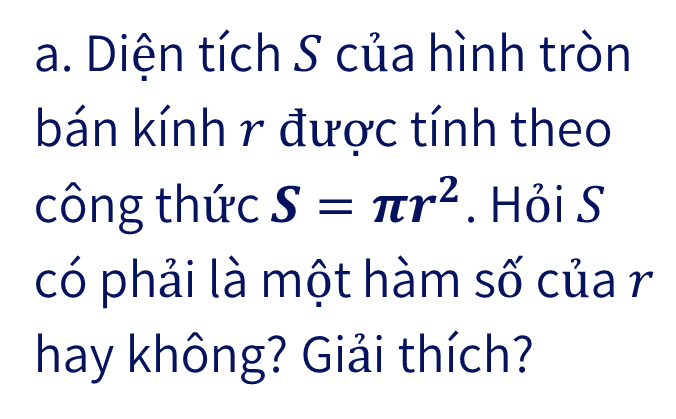 a. Diện tích S của hình tròn
bán kính r được tính theo
công thức S = πr². Hỏi S
có phải là một hàm số của r
hay không? Giải thích?